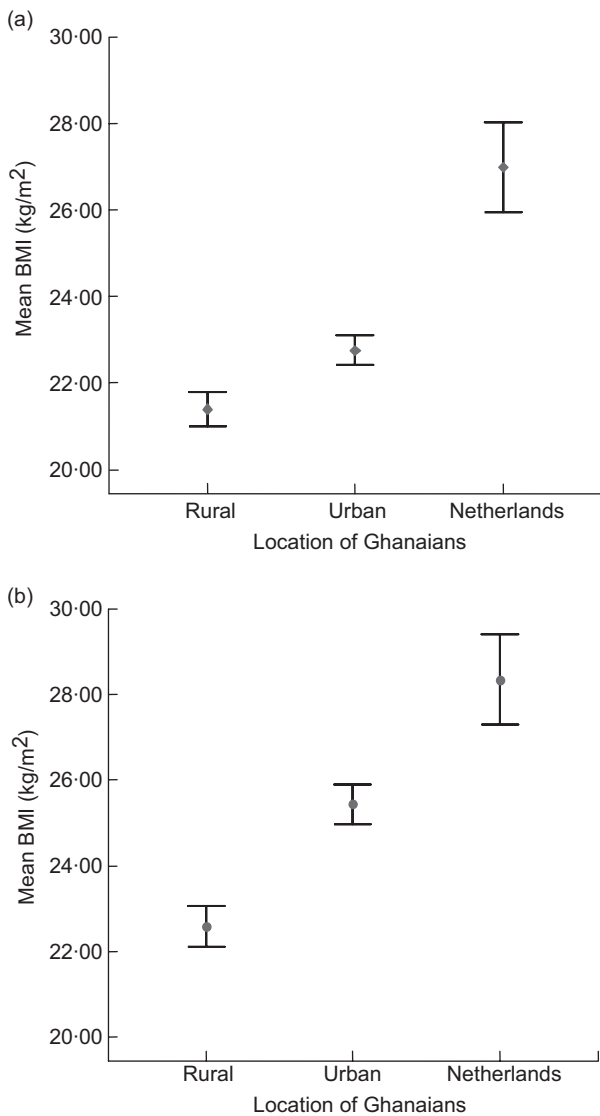 (a)
30·00
28·00
26·00
24·00
22·00
20·00
Mean BMI (kg/m²)
Rural Urban Netherlands
Location of Ghanaians
(b)
30·00
28·00
26·00
24·00
22·00
20·00
Mean BMI (kg/m²)
Rural Urban Netherlands
Location of Ghanaians